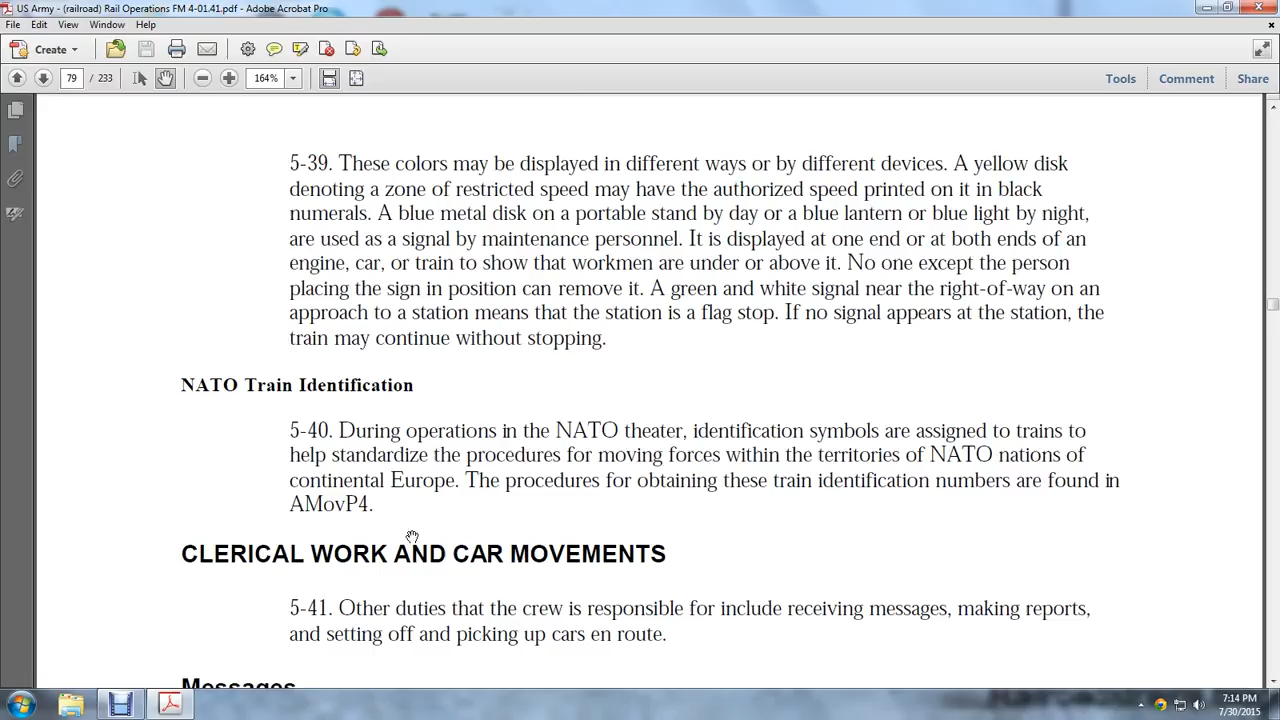 US Army - (railroad) Rail Operations FM 4-01.41.pdf - Adobe Acrobat Pro
File Edit View Window Help
Create
79 / 233 164% Tools Comment Share
5-39. These colors may be displayed in different ways or by different devices. A yellow disk
denoting a zone of restricted speed may have the authorized speed printed on it in black
numerals. A blue metal disk on a portable stand by day or a blue lantern or blue light by night,
are used as a signal by maintenance personnel. It is displayed at one end or at both ends of an
engine, car, or train to show that workmen are under or above it. No one except the person
placing the sign in position can remove it. A green and white signal near the right-of-way on an
approach to a station means that the station is a flag stop. If no signal appears at the station, the
train may continue without stopping.
NATO Train Identification
5-40. During operations in the NATO theater, identification symbols are assigned to trains to
help standardize the procedures for moving forces within the territories of NATO nations of
continental Europe. The procedures for obtaining these train identification numbers are found in
AMovP4.
CLERICAL WORK AND CAR MOVEMENTS
5-41. Other duties that the crew is responsible for include receiving messages, making reports,
and setting off and picking up cars en route.
Messages
7:14 PM
7/30/2015